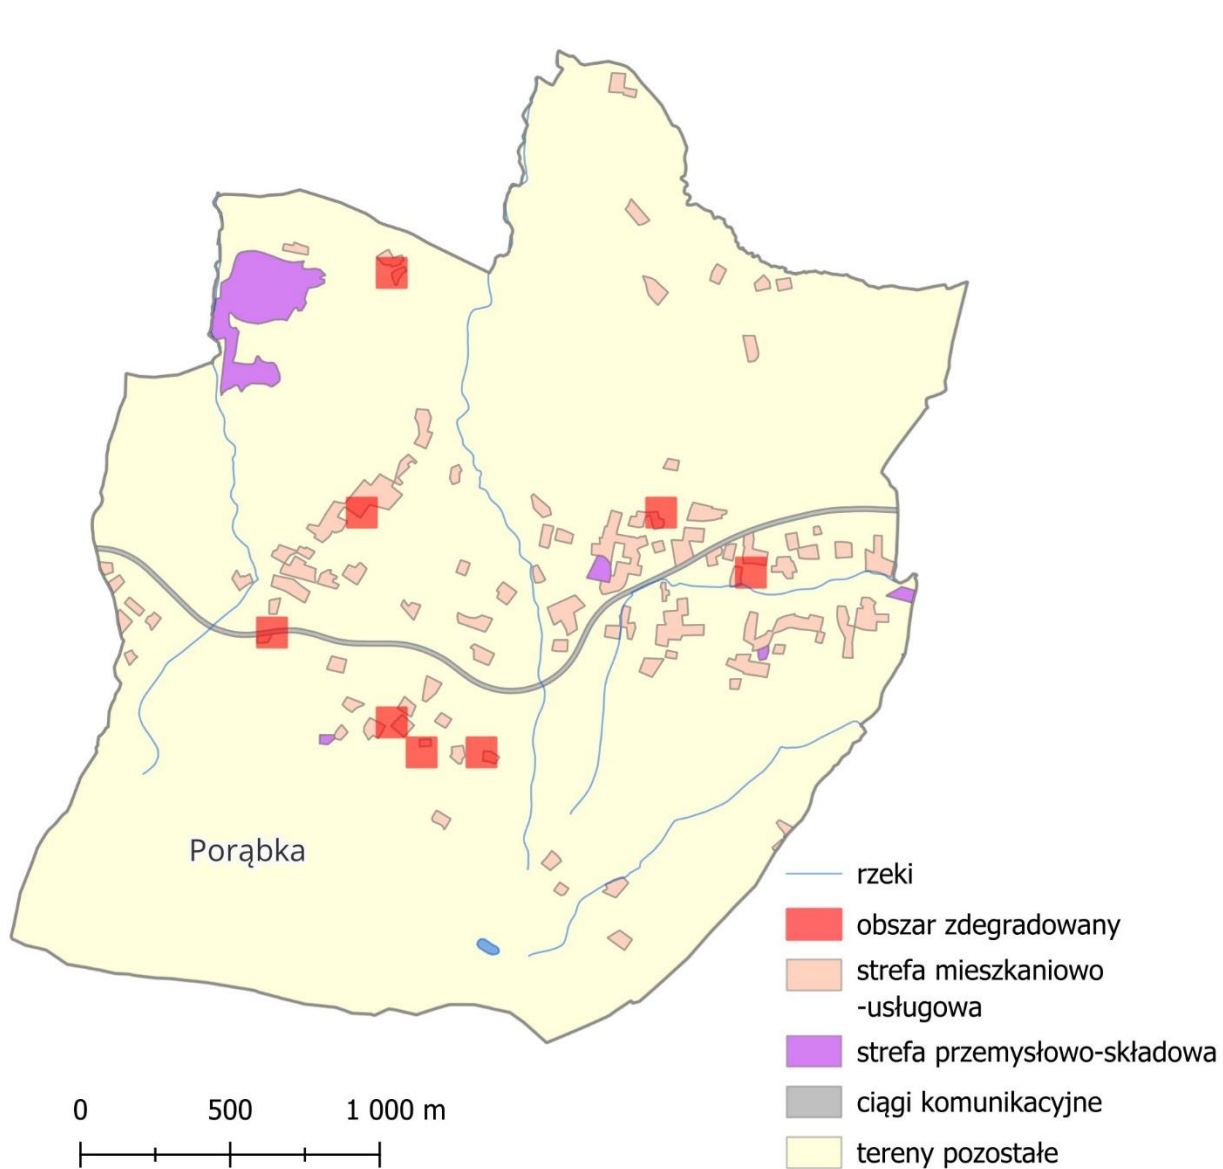 Porąbka
rzeki
obszar zdegradowany
strefa mieszkaniowo
-usługowa
strefa przemysłowo-składowa
ciągi komunikacyjne
tereny pozostałe
0 500 1 000 m